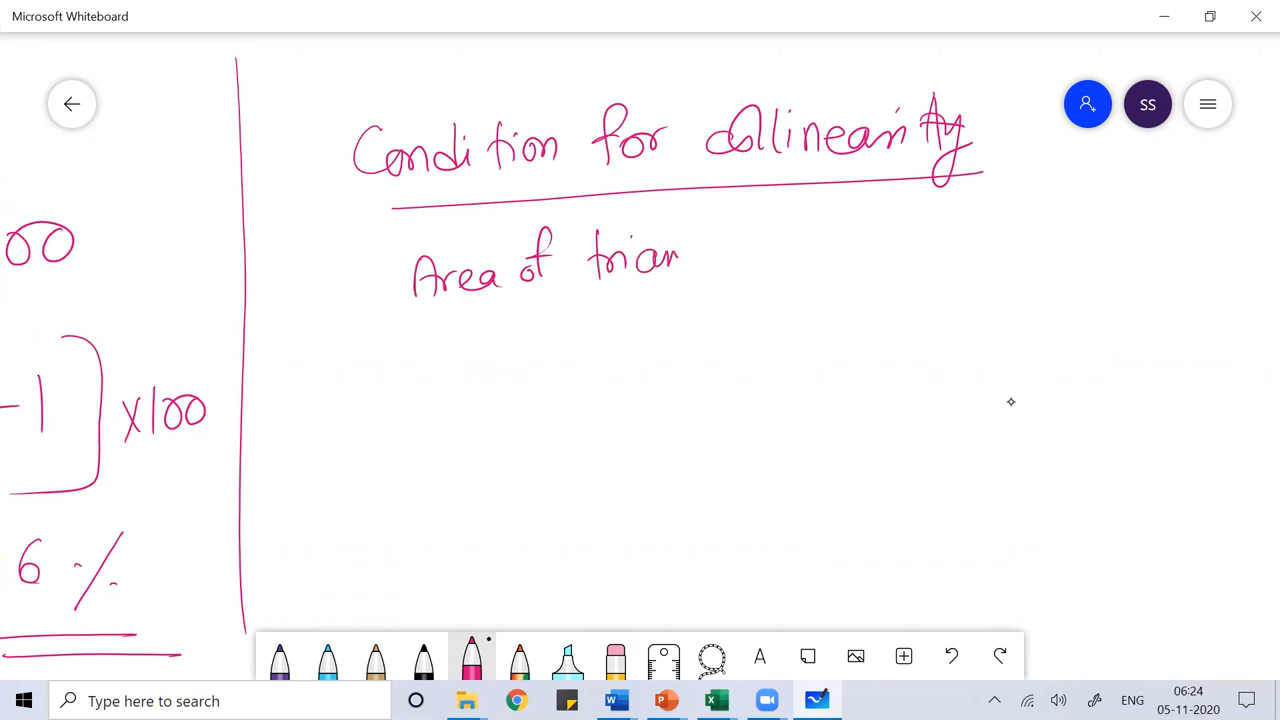 Microsoft Whiteboard
SS
Condition for collinearity
Area of trian
00
-1 ] x100
6 %
Type here to search
ENG
06:24
05-11-2020